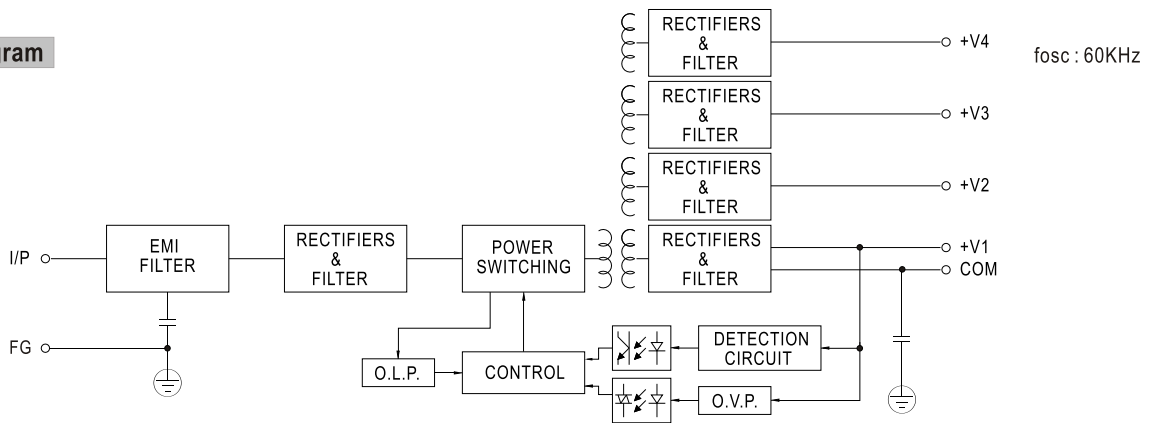 gram
fosc : 60KHz
RECTIFIERS
&
FILTER
+V4
RECTIFIERS
&
FILTER
+V3
RECTIFIERS
&
FILTER
+V2
I/P
EMI
FILTER
RECTIFIERS
&
FILTER
POWER
SWITCHING
RECTIFIERS
&
FILTER
+V1
COM
FG
O.L.P.
CONTROL
DETECTION
CIRCUIT
O.V.P.